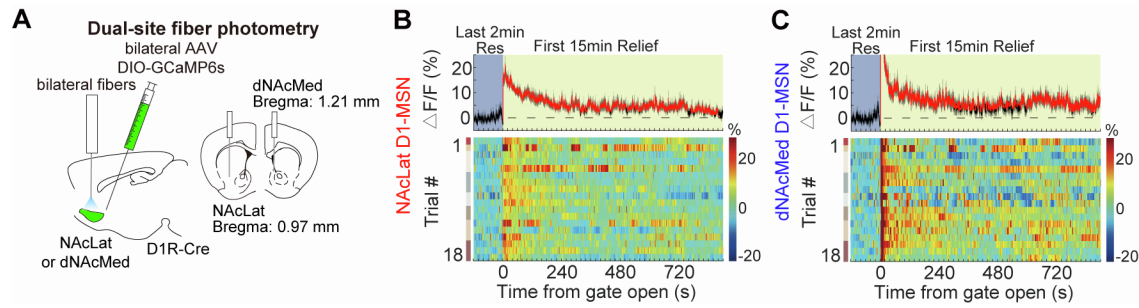 A
Dual-site fiber photometry
bilateral AAV
DIO-GCaMP6s
bilateral fibers
dNAcMed
Bregma: 1.21 mm
NAcLat
Bregma: 0.97 mm
NAcLat
or dNAcMed
D1R-Cre
B
Last 2min
Res
First 15min Relief
NAcLat D1-MSN
△F/F (%)
20
10
0
%
20
0
-20
Trial #
1
18
0 240 480 720
Time from gate open (s)
C
Last 2min
Res
First 15min Relief
dNAcMed D1-MSN
△F/F (%)
20
10
0
%
20
0
-20
Trial #
1
18
0 240 480 720
Time from gate open (s)